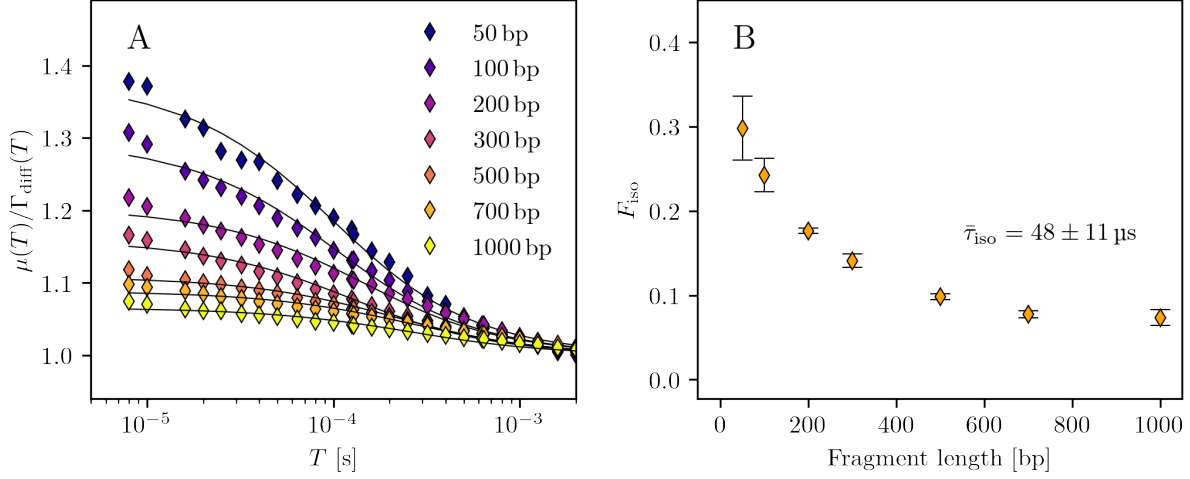 A
50 bp
100 bp
200 bp
300 bp
500 bp
700 bp
1000 bp
1.4
1.3
1.2
1.1
1.0
μ(T)/Γdiff(T)
10⁻⁵
10⁻⁴
10⁻³
T [s]
B
0.4
0.3
0.2
0.1
0.0
Fiso
τ̄iso = 48 ± 11 µs
0
200
400
600
800
1000
Fragment length [bp]